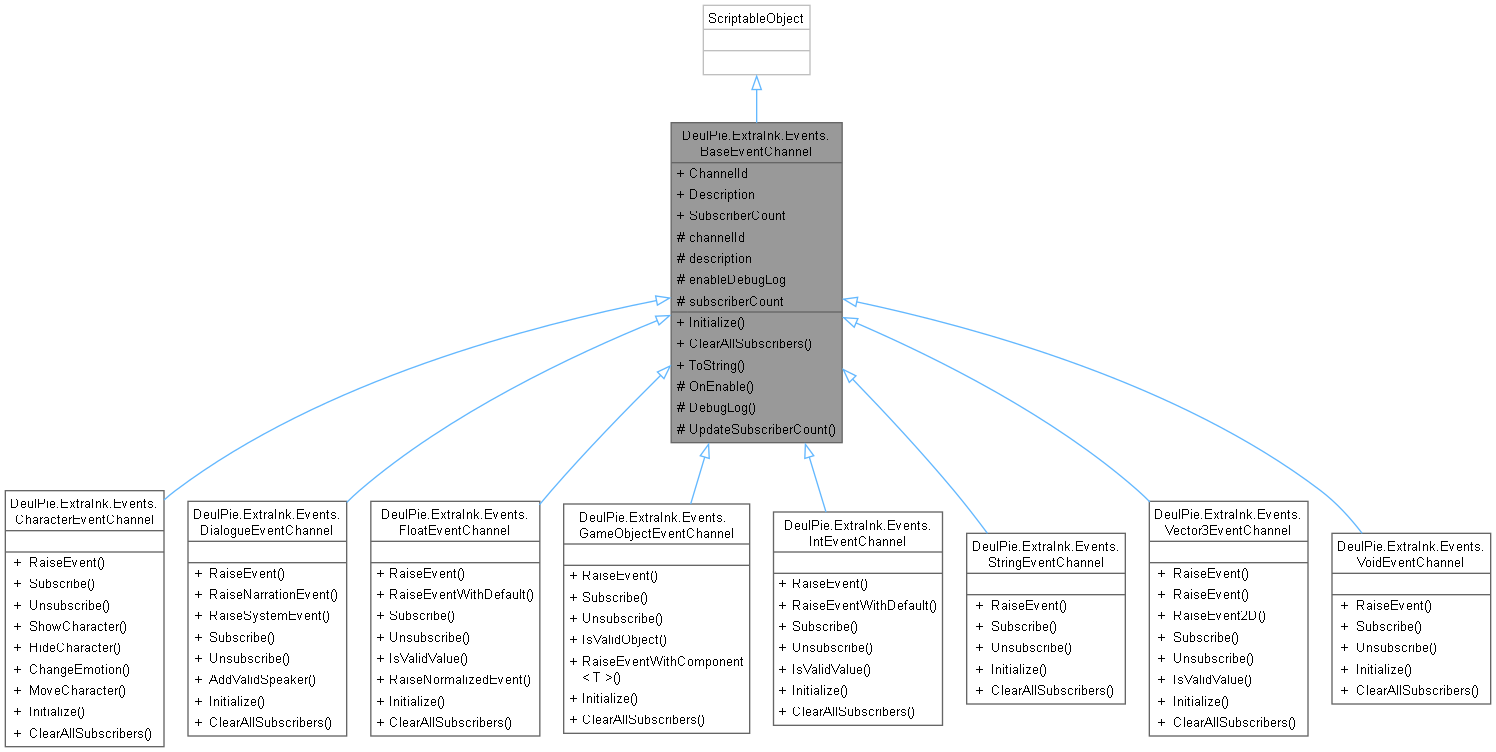 ScriptableObject
DeulPie.ExtraInk.Events.
BaseEventChannel
+ ChannelId
+ Description
+ SubscriberCount
# channelId
# description
# enableDebugLog
# subscriberCount
+ Initialize()
+ ClearAllSubscribers()
+ ToString()
# OnEnable()
# DebugLog()
# UpdateSubscriberCount()
DeulPie.ExtraInk.Events.
CharacterEventChannel
+ RaiseEvent()
+ Subscribe()
+ Unsubscribe()
+ ShowCharacter()
+ HideCharacter()
+ ChangeEmotion()
+ MoveCharacter()
+ Initialize()
+ ClearAllSubscribers()
DeulPie.ExtraInk.Events.
DialogueEventChannel
+ RaiseEvent()
+ RaiseNarrationEvent()
+ RaiseSystemEvent()
+ Subscribe()
+ Unsubscribe()
+ AddValidSpeaker()
+ Initialize()
+ ClearAllSubscribers()
DeulPie.ExtraInk.Events.
FloatEventChannel
+ RaiseEvent()
+ RaiseEventWithDefault()
+ Subscribe()
+ Unsubscribe()
+ IsValidValue()
+ RaiseNormalizedEvent()
+ Initialize()
+ ClearAllSubscribers()
DeulPie.ExtraInk.Events.
GameObjectEventChannel
+ RaiseEvent()
+ Subscribe()
+ Unsubscribe()
+ IsValidObject()
+ RaiseEventWithComponent
< T >()
+ Initialize()
+ ClearAllSubscribers()
DeulPie.ExtraInk.Events.
IntEventChannel
+ RaiseEvent()
+ RaiseEventWithDefault()
+ Subscribe()
+ Unsubscribe()
+ IsValidValue()
+ Initialize()
+ ClearAllSubscribers()
DeulPie.ExtraInk.Events.
StringEventChannel
+ RaiseEvent()
+ Subscribe()
+ Unsubscribe()
+ Initialize()
+ ClearAllSubscribers()
DeulPie.ExtraInk.Events.
Vector3EventChannel
+ RaiseEvent()
+ RaiseEvent()
+ RaiseEvent2D()
+ Subscribe()
+ Unsubscribe()
+ IsValidValue()
+ Initialize()
+ ClearAllSubscribers()
DeulPie.ExtraInk.Events.
VoidEventChannel
+ RaiseEvent()
+ Subscribe()
+ Unsubscribe()
+ Initialize()
+ ClearAllSubscribers()